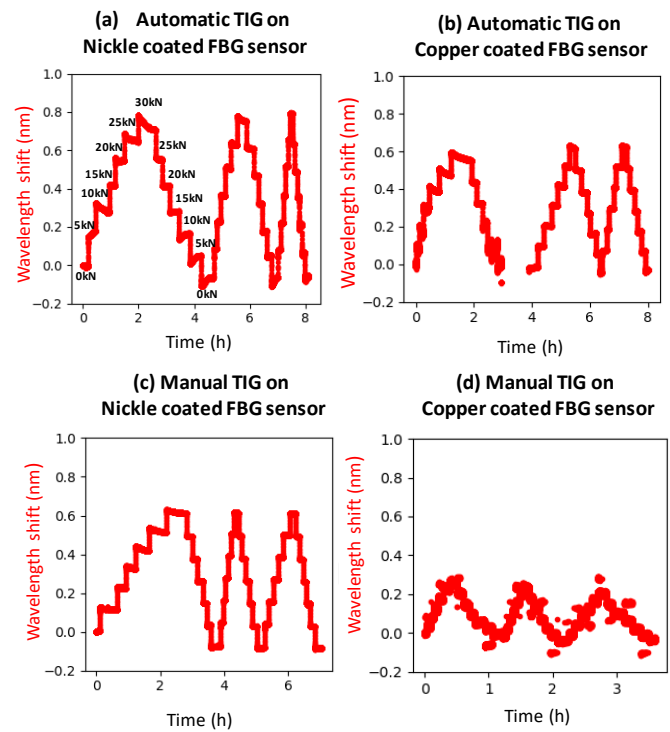 (a) Automatic TIG on
Nickle coated FBG sensor
Wavelength shift (nm)
1.0
0.8
0.6
0.4
0.2
0.0
−0.2
0kN
5kN
10kN
15kN
20kN
25kN
30kN
25kN
20kN
15kN
10kN
5kN
0kN
0 2 4 6 8
Time (h)
(b) Automatic TIG on
Copper coated FBG sensor
Wavelength shift (nm)
1.0
0.8
0.6
0.4
0.2
0.0
−0.2
0 2 4 6 8
Time (h)
(c) Manual TIG on
Nickle coated FBG sensor
Wavelength shift (nm)
1.0
0.8
0.6
0.4
0.2
0.0
−0.2
0 2 4 6
Time (h)
(d) Manual TIG on
Copper coated FBG sensor
Wavelength shift (nm)
1.0
0.8
0.6
0.4
0.2
0.0
−0.2
0 1 2 3
Time (h)